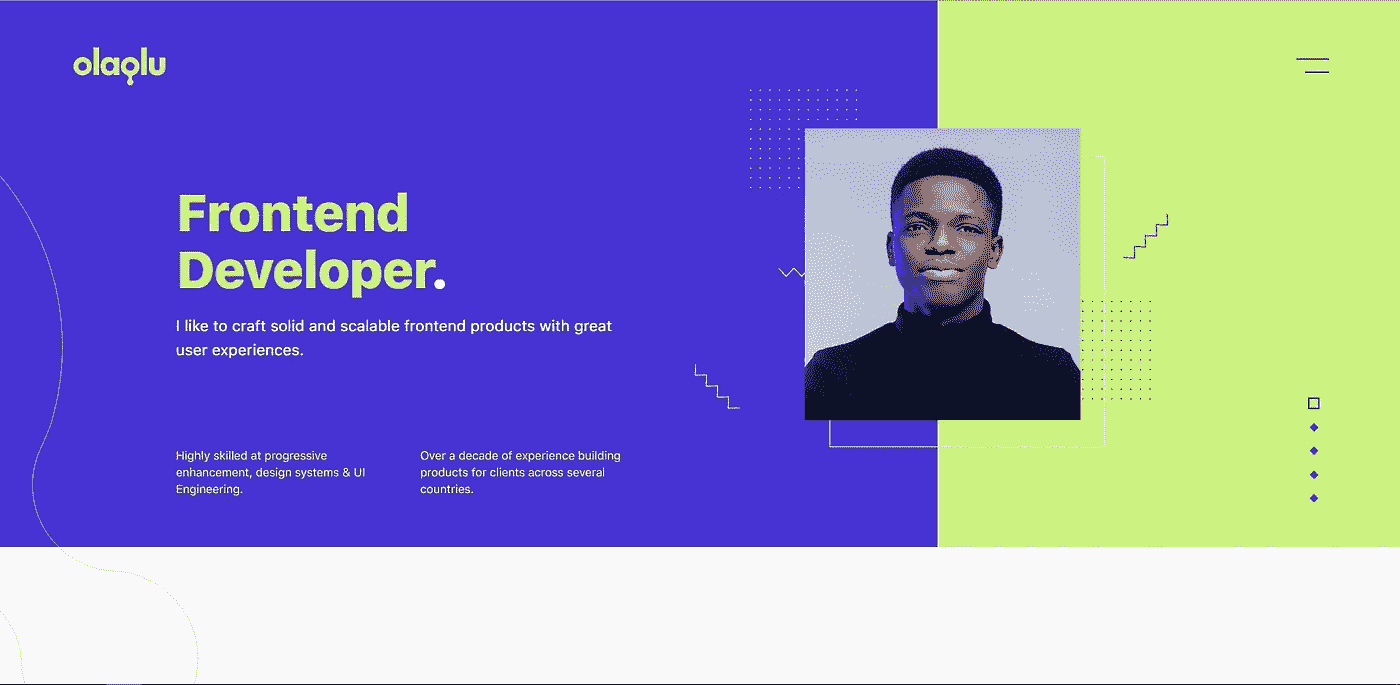 olaolu
Frontend
Developer.
I like to craft solid and scalable frontend products with great
user experiences.
Highly skilled at progressive
enhancement, design systems & UI
Engineering.
Over a decade of experience building
products for clients across several
countries.